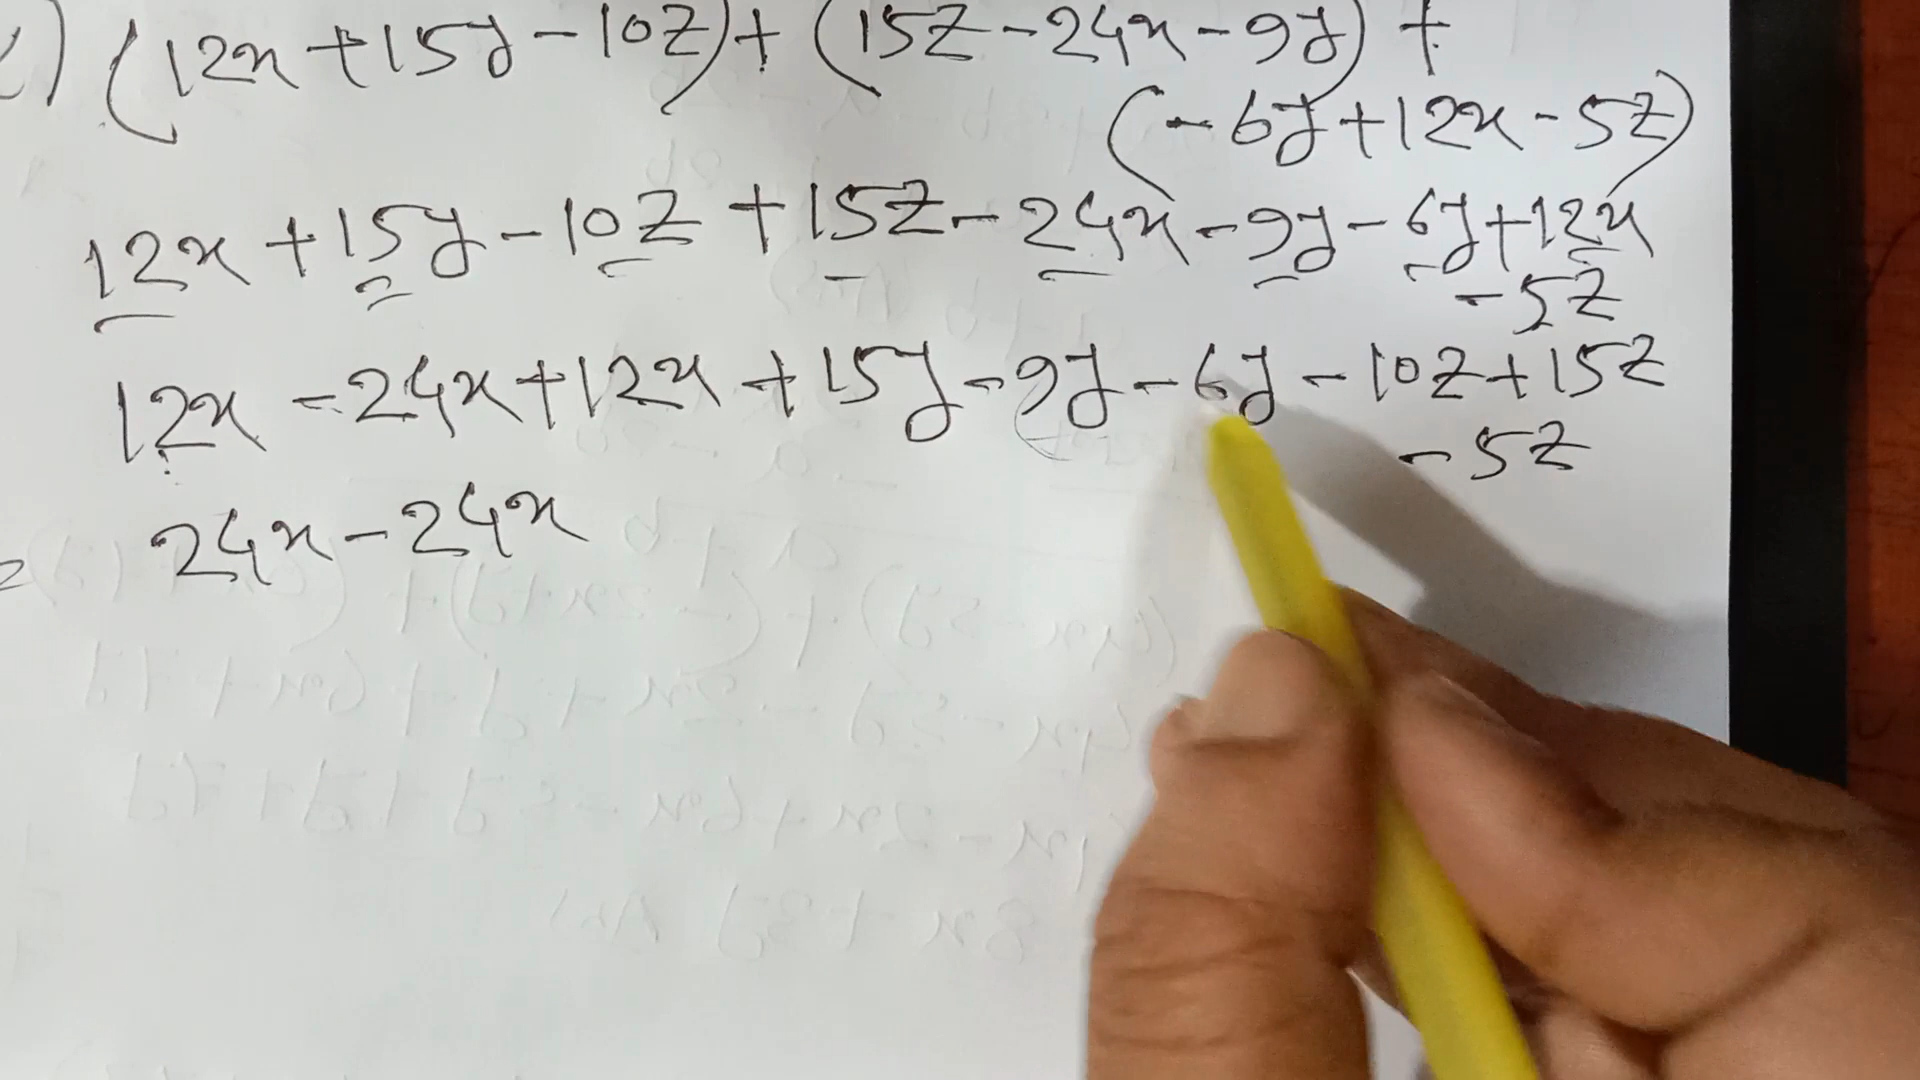 (12x+15y-10z)+(15z-24x-9y)+
(-6y+12x-5z)
12x+15y-10z+15z-24x-9y-6y+12x
-5z
12x-24x+12x+15y-9y-6y-10z+15z
-5z
24x-24x